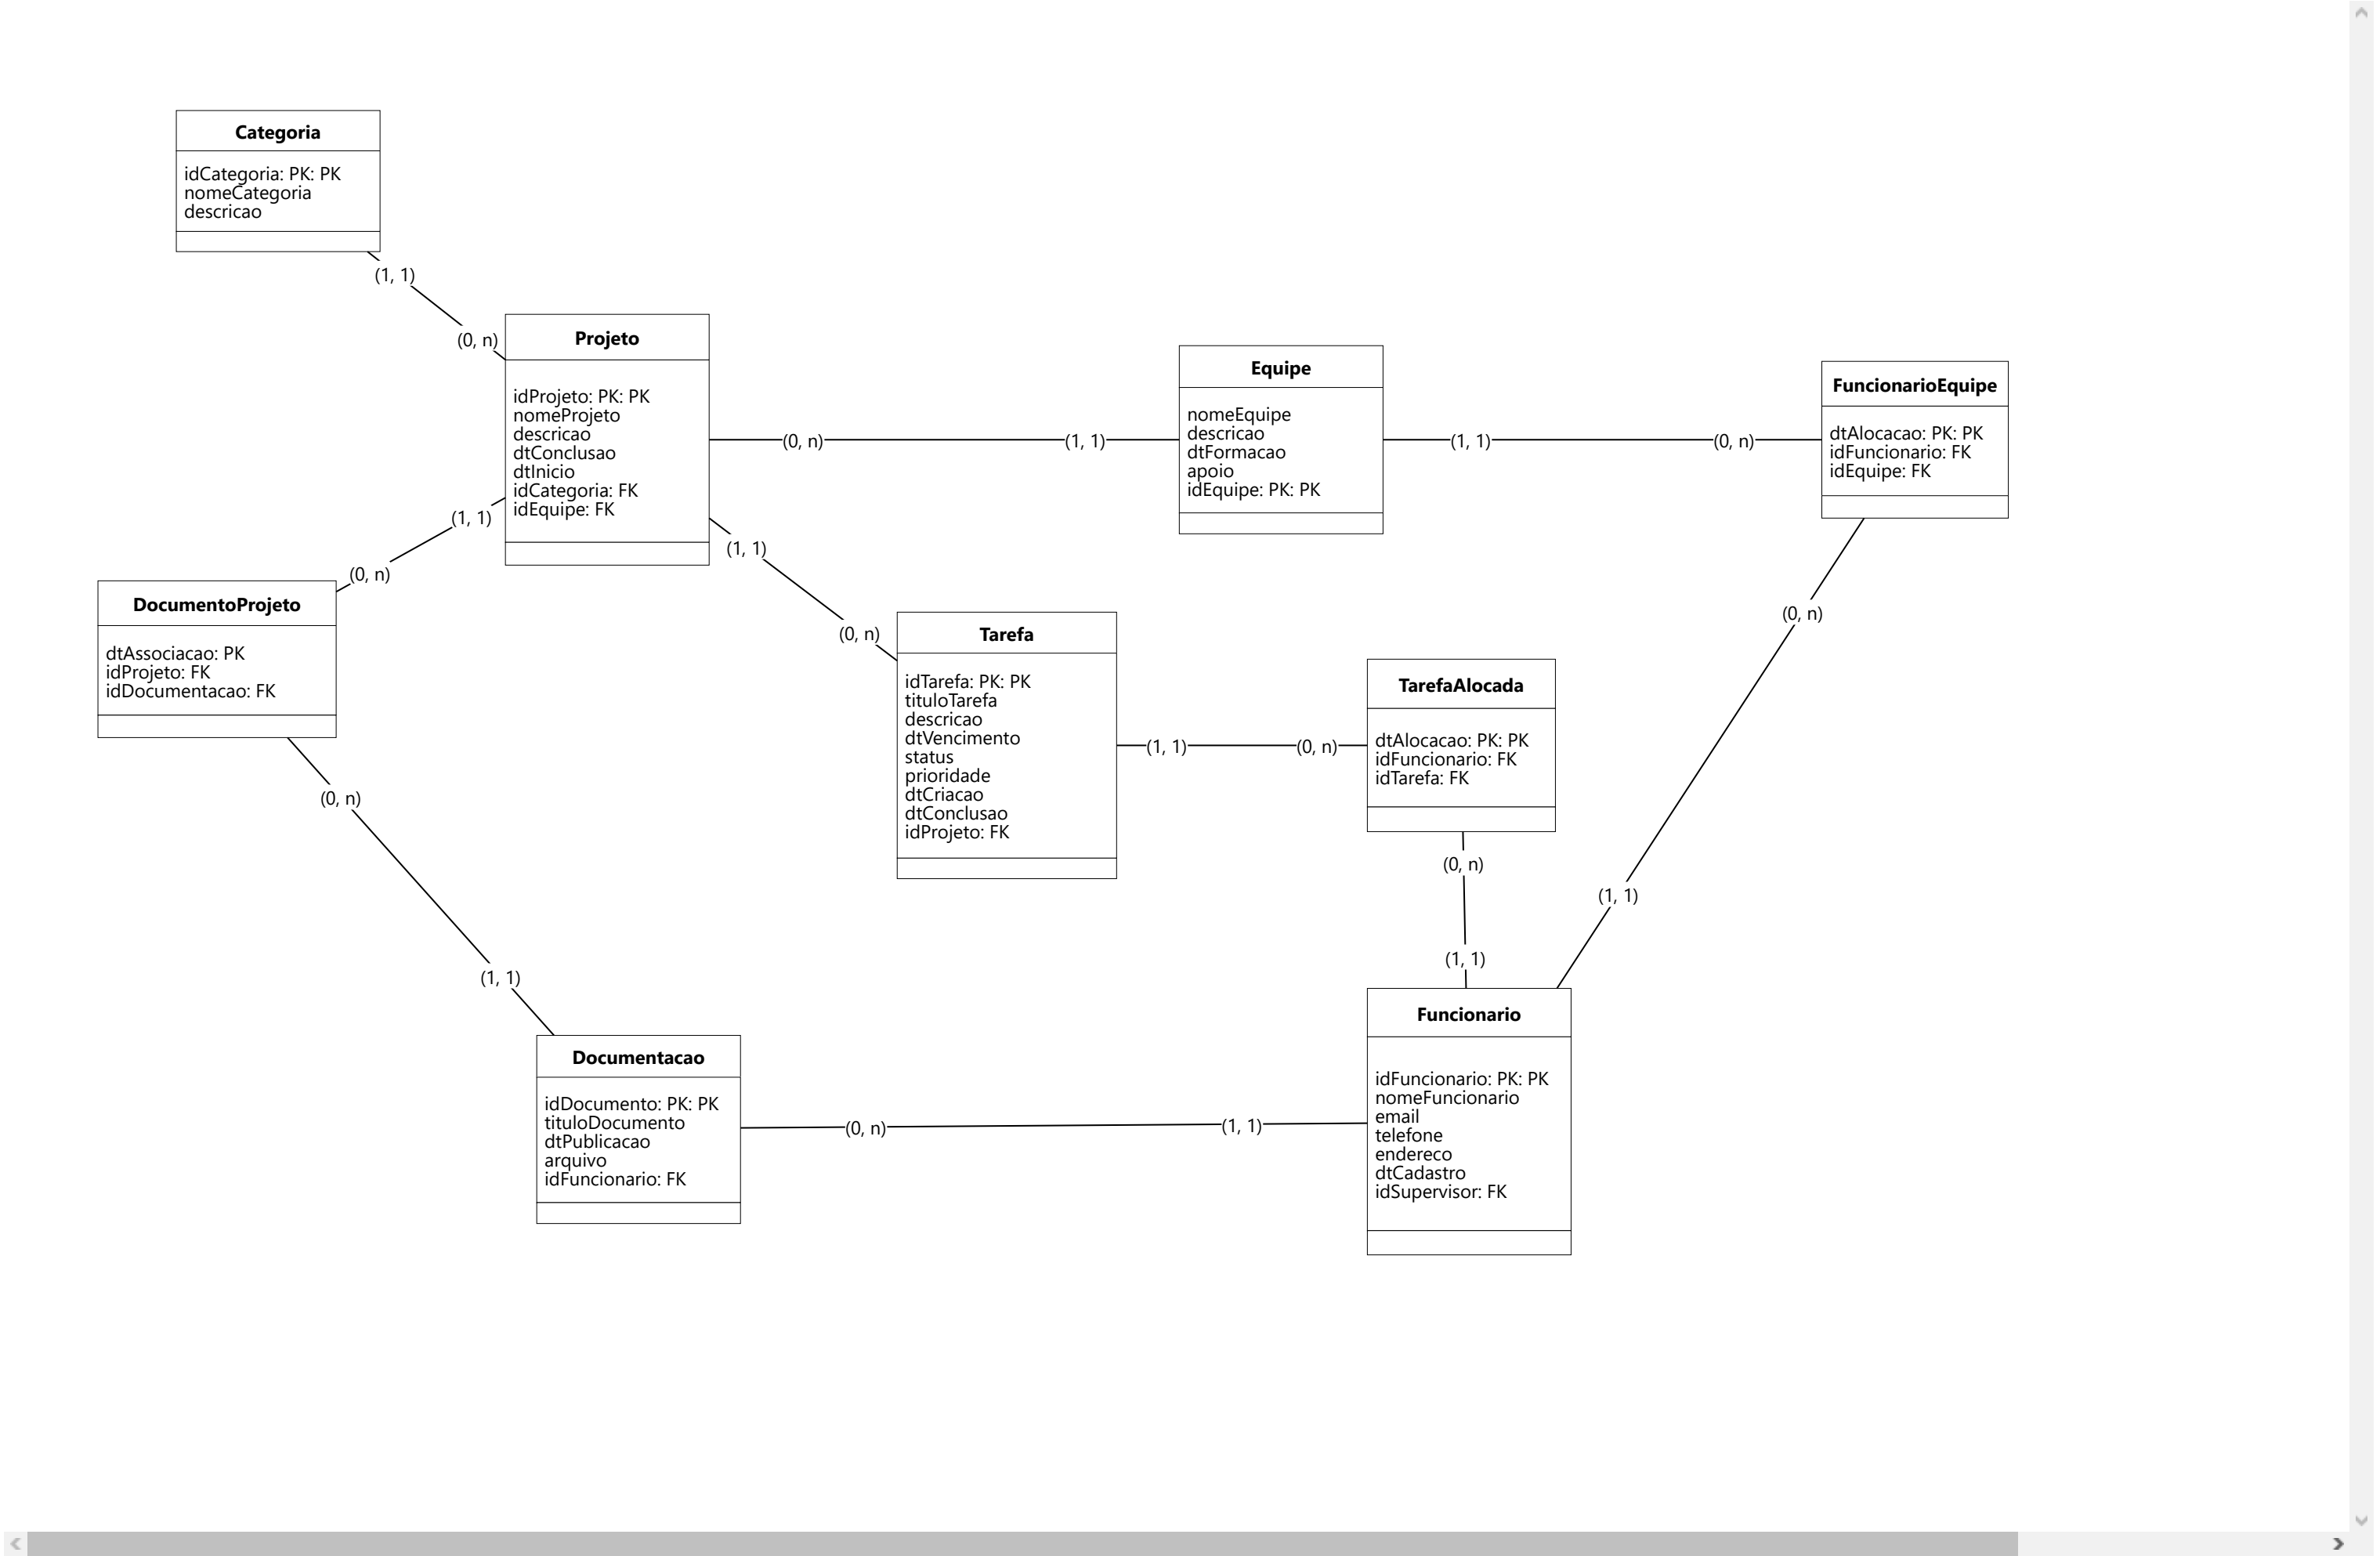 Categoria
idCategoria: PK: PK
nomeCategoria
descricao
(1, 1)
(0, n)
Projeto
idProjeto: PK: PK
nomeProjeto
descricao
dtConclusao
dtInicio
idCategoria: FK
idEquipe: FK
(0, n)
(1, 1)
Equipe
nomeEquipe
descricao
dtFormacao
apoio
idEquipe: PK: PK
(1, 1)
(0, n)
FuncionarioEquipe
dtAlocacao: PK: PK
idFuncionario: FK
idEquipe: FK
(1, 1)
(0, n)
DocumentoProjeto
dtAssociacao: PK
idProjeto: FK
idDocumentacao: FK
(1, 1)
(0, n)
Tarefa
idTarefa: PK: PK
tituloTarefa
descricao
dtVencimento
status
prioridade
dtCriacao
dtConclusao
idProjeto: FK
(1, 1)
(0, n)
TarefaAlocada
dtAlocacao: PK: PK
idFuncionario: FK
idTarefa: FK
(0, n)
(1, 1)
(0, n)
(1, 1)
(0, n)
(1, 1)
Documentacao
idDocumento: PK: PK
tituloDocumento
dtPublicacao
arquivo
idFuncionario: FK
(0, n)
(1, 1)
Funcionario
idFuncionario: PK: PK
nomeFuncionario
email
telefone
endereco
dtCadastro
idSupervisor: FK